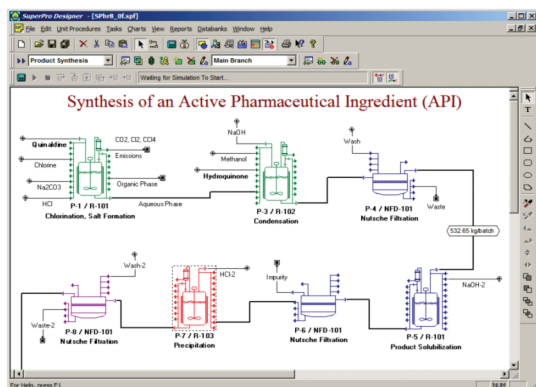 SuperPro Designer - [SPhr8_0f.spf]
File Edit Unit Procedures Tasks Charts View Reports Databanks Window Help
Product Synthesis Main Branch
Waiting for Simulation To Start...
Synthesis of an Active Pharmaceutical Ingredient (API)
Quinaldine
Chlorine
Na2CO3
HCl
CO2, Cl2, CCl4
Emissions
Organic Phase
Aqueous Phase
P-1 / R-101
Chlorination, Salt Formation
NaOH
Methanol
Hydroquinone
P-3 / R-102
Condensation
Wash
Waste
P-4 / NFD-101
Nutsche Filtration
532.65 kg/batch
Wash-2
Waste-2
P-8 / NFD-101
Nutsche Filtration
HCl-2
P-7 / R-103
Precipitation
Impurity
P-6 / NFD-101
Nutsche Filtration
NaOH-2
P-5 / R-101
Product Solubilization
For Help, press F1
NUM